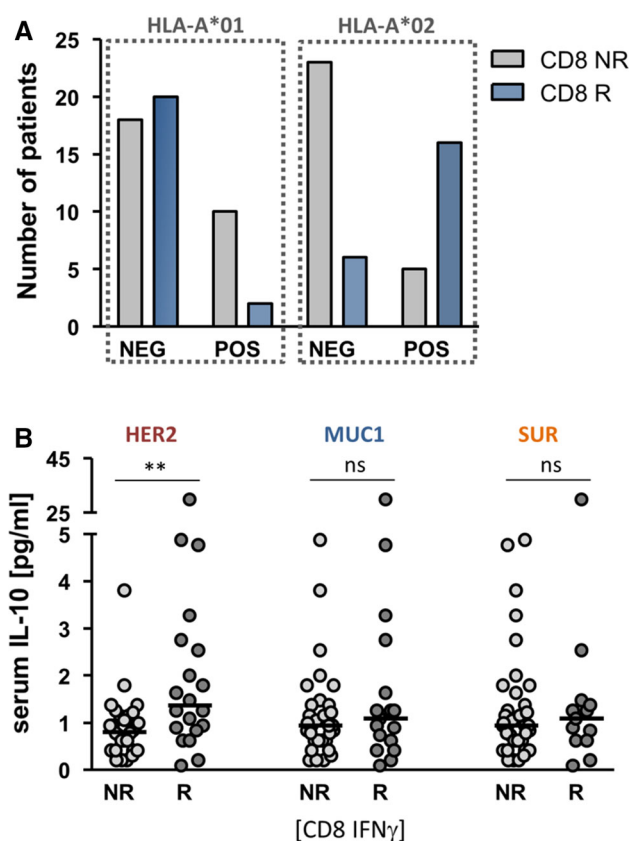 A
HLA-A*01
HLA-A*02
CD8 NR
CD8 R
Number of patients
25
20
15
10
5
0
NEG
POS
NEG
POS
B
HER2
MUC1
SUR
**
ns
ns
serum IL-10 [pg/ml]
45
25
5
4
3
2
1
0
NR
R
NR
R
NR
R
[CD8 IFNγ]